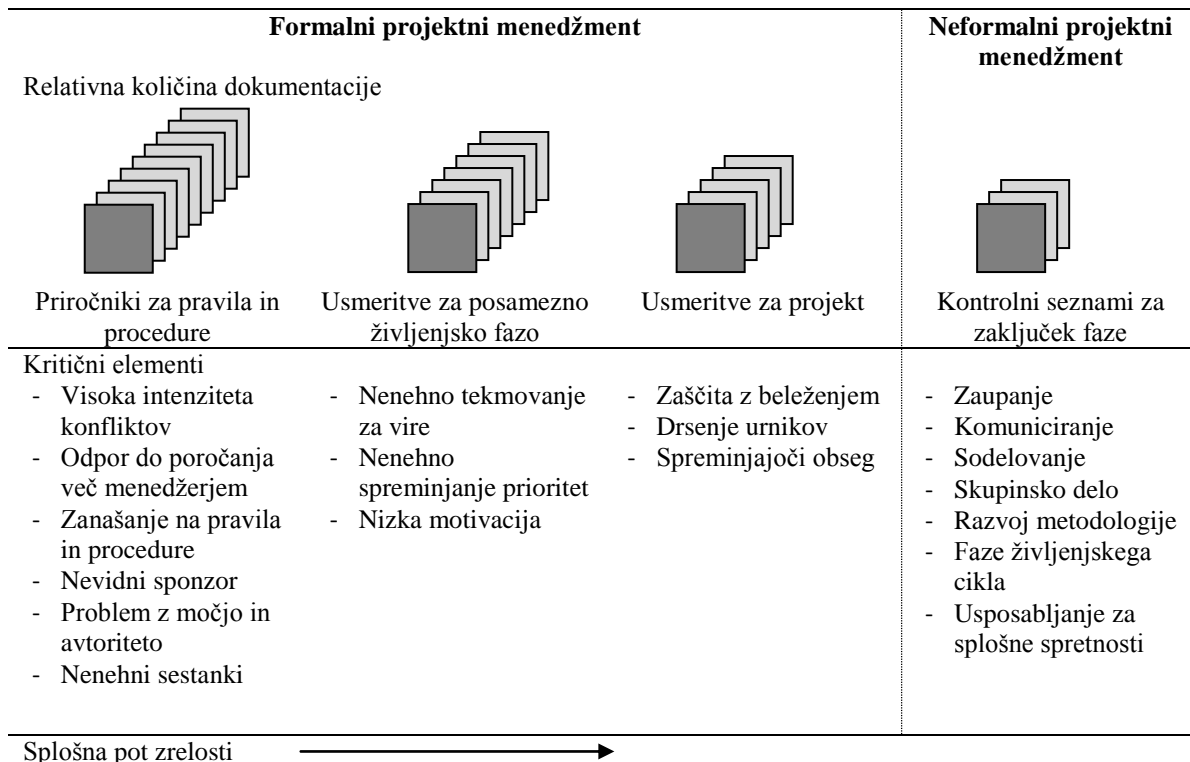 Formalni projektni menedžment
Neformalni projektni
menedžment
Relativna količina dokumentacije
Priročniki za pravila in
procedure
Usmeritve za posamezno
življenjsko fazo
Usmeritve za projekt
Kontrolni seznami za
zaključek faze
Kritični elementi
- Visoka intenziteta
konfliktov
- Odpor do poročanja
več menedžerjem
- Zanašanje na pravila
in procedure
- Nevidni sponzor
- Problem z močjo in
avtoriteto
- Nenehni sestanki
- Nenehno tekmovanje
za vire
- Nenehno
spreminjanje prioritet
- Nizka motivacija
- Zaščita z beleženjem
- Drsenje urnikov
- Spreminjajoči obseg
- Zaupanje
- Komuniciranje
- Sodelovanje
- Skupinsko delo
- Razvoj metodologije
- Faze življenjskega
cikla
- Usposabljanje za
splošne spretnosti
Splošna pot zrelosti